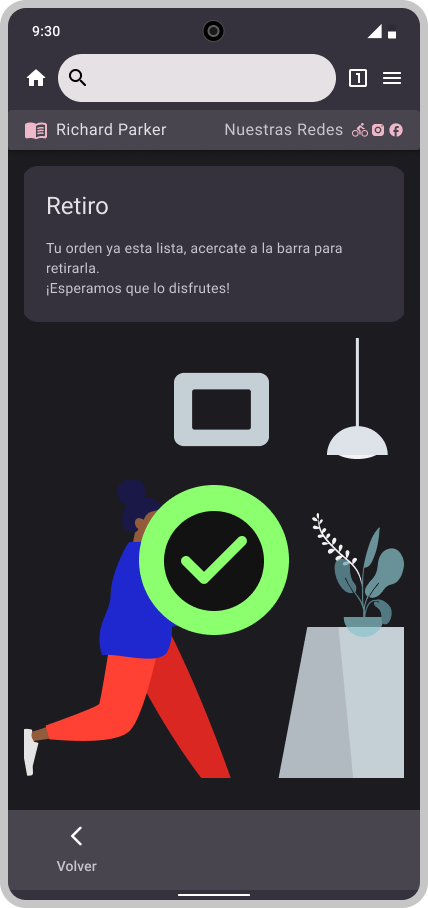 9:30
1
Richard Parker
Nuestras Redes
Retiro
Tu orden ya esta lista, acercate a la barra para
retirarla.
¡Esperamos que lo disfrutes!
Volver